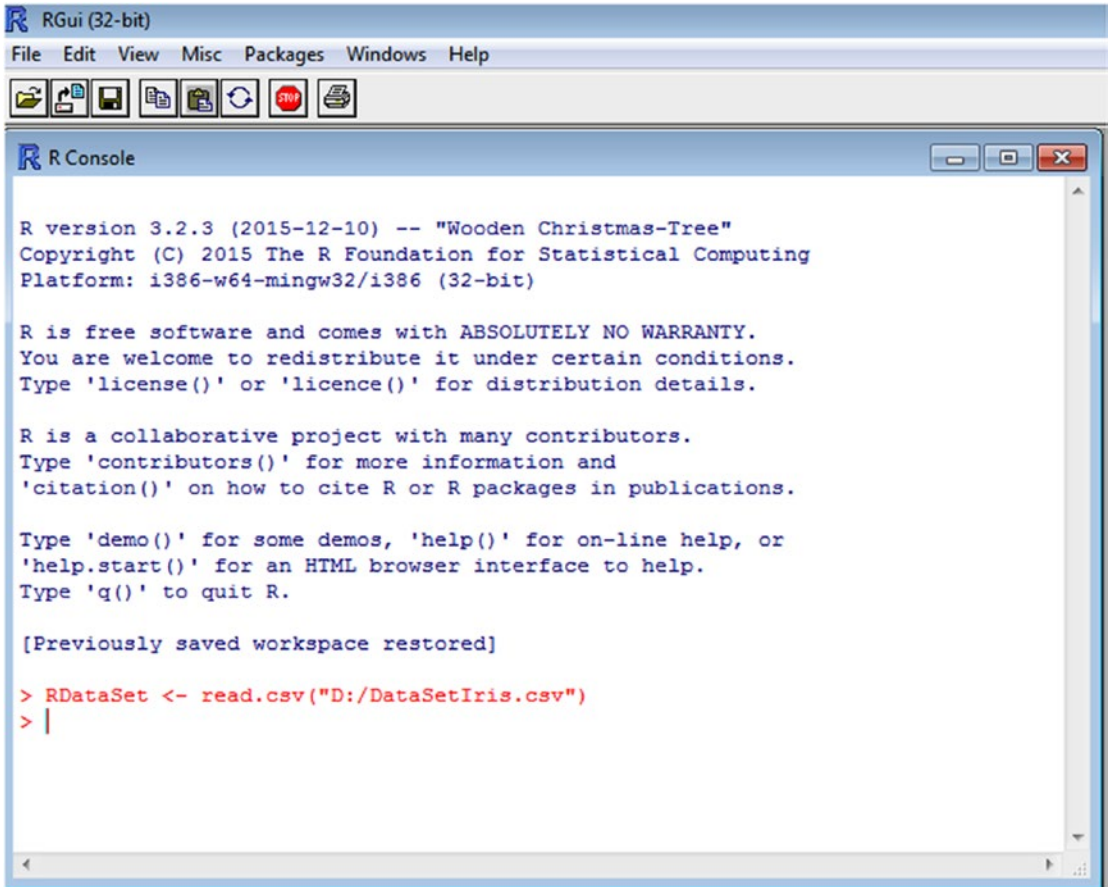 RGui (32-bit)
File Edit View Misc Packages Windows Help
STOP
R Console
R version 3.2.3 (2015-12-10) -- "Wooden Christmas-Tree"
Copyright (C) 2015 The R Foundation for Statistical Computing
Platform: i386-w64-mingw32/i386 (32-bit)
R is free software and comes with ABSOLUTELY NO WARRANTY.
You are welcome to redistribute it under certain conditions.
Type 'license()' or 'licence()' for distribution details.
R is a collaborative project with many contributors.
Type 'contributors()' for more information and
'citation()' on how to cite R or R packages in publications.
Type 'demo()' for some demos, 'help()' for on-line help, or
'help.start()' for an HTML browser interface to help.
Type 'q()' to quit R.
[Previously saved workspace restored]
> RDataSet <- read.csv("D:/DataSetIris.csv")
>